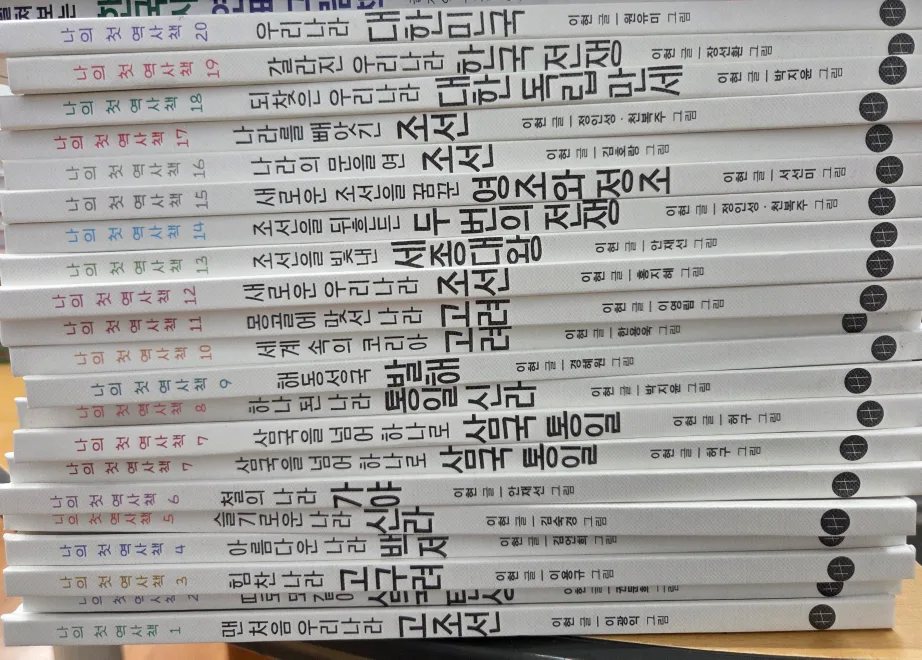 나의 첫 역사책 20 우리나라 대한민국 이현 글 ─ 원유미 그림
나의 첫 역사책 19 갈라진 우리나라 한국 전쟁 이현 글 ─ 장선환 그림
나의 첫 역사책 18 되찾은 우리나라 대한 독립 만세 이현 글 ─ 박지윤 그림
나의 첫 역사책 17 나라를 빼앗긴 조선 이현 글 ─ 정인성·천복주 그림
나의 첫 역사책 16 나라의 문을 연 조선 이현 글 ─ 김호랑 그림
나의 첫 역사책 15 새로운 조선을 꿈꾼 영조와 정조 이현 글 ─ 서선미 그림
나의 첫 역사책 14 조선을 뒤흔든 두 번의 전쟁 이현 글 ─ 정인성·천복주 그림
나의 첫 역사책 13 조선을 빛낸 세종대왕 이현 글 ─ 안재선 그림
나의 첫 역사책 12 새로운 우리나라 조선 이현 글 ─ 홍지혜 그림
나의 첫 역사책 11 몽골에 맞선 나라 고려 이현 글 ─ 이영림 그림
나의 첫 역사책 10 세계 속의 코리아 고려 이현 글 ─ 한용욱 그림
나의 첫 역사책 9 해동성국 발해 이현 글 ─ 경혜원 그림
나의 첫 역사책 8 하나 된 나라 통일 신라 이현 글 ─ 박지윤 그림
나의 첫 역사책 7 삼국을 넘어 하나로 삼국 통일 이현 글 ─ 허구 그림
나의 첫 역사책 7 삼국을 넘어 하나로 삼국 통일 이현 글 ─ 허구 그림
나의 첫 역사책 6 철의 나라 가야 이현 글 ─ 안재선 그림
나의 첫 역사책 5 슬기로운 나라 신라 이현 글 ─ 김숙경 그림
나의 첫 역사책 4 아름다운 나라 백제 이현 글 ─ 그림
나의 첫 역사책 3 힘찬 나라 고구려 이현 글 ─ 이용규 그림
나의 첫 역사책 2
나의 첫 역사책 1 맨 처음 우리나라 고조선 이현 글 ─ 이광익 그림